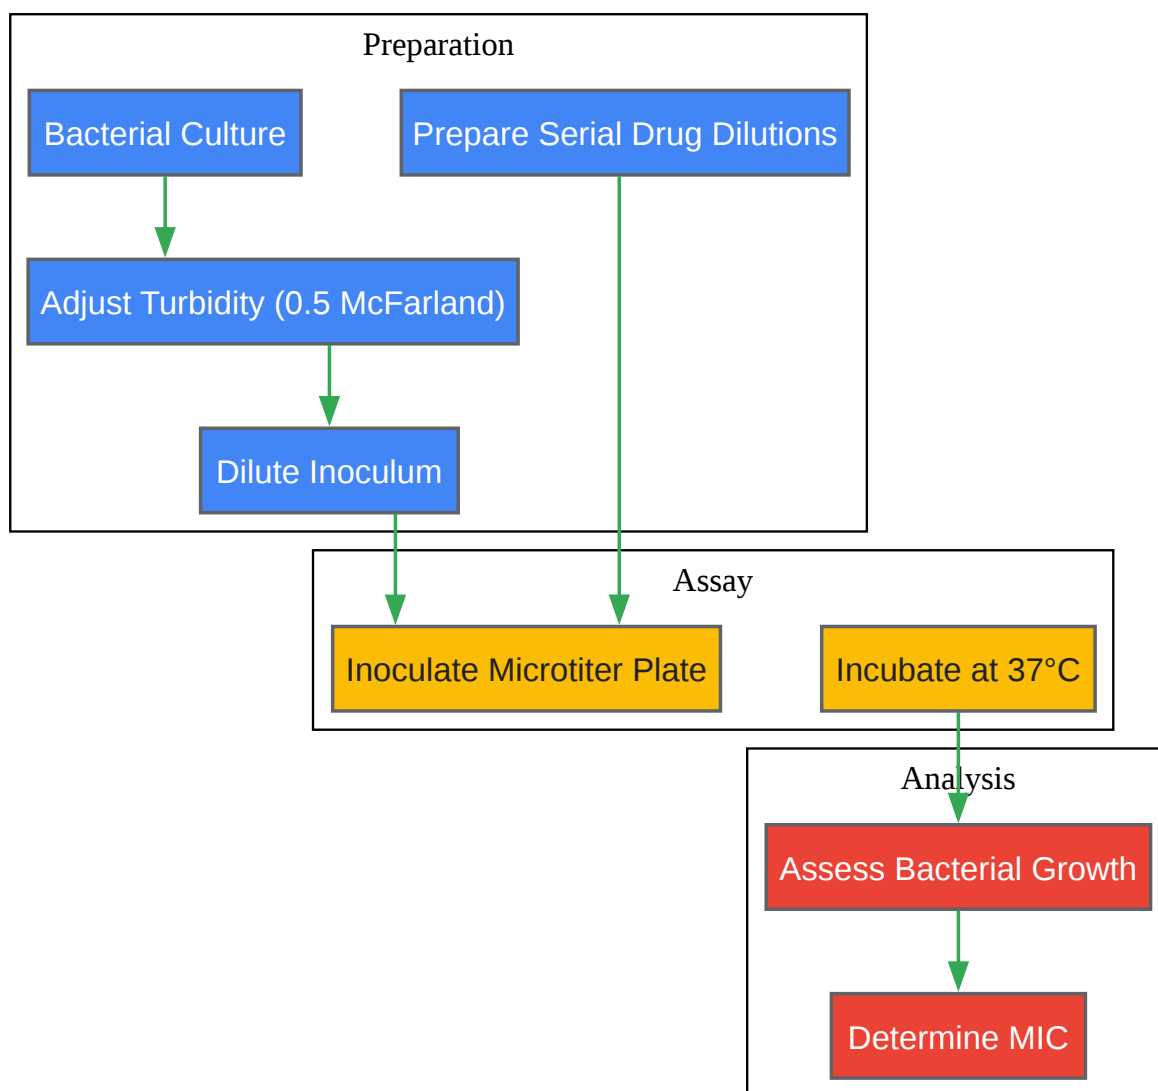 Preparation
Bacterial Culture
Prepare Serial Drug Dilutions
Adjust Turbidity (0.5 McFarland)
Dilute Inoculum
Assay
Inoculate Microtiter Plate
Incubate at 37°C
Analysis
Assess Bacterial Growth
Determine MIC